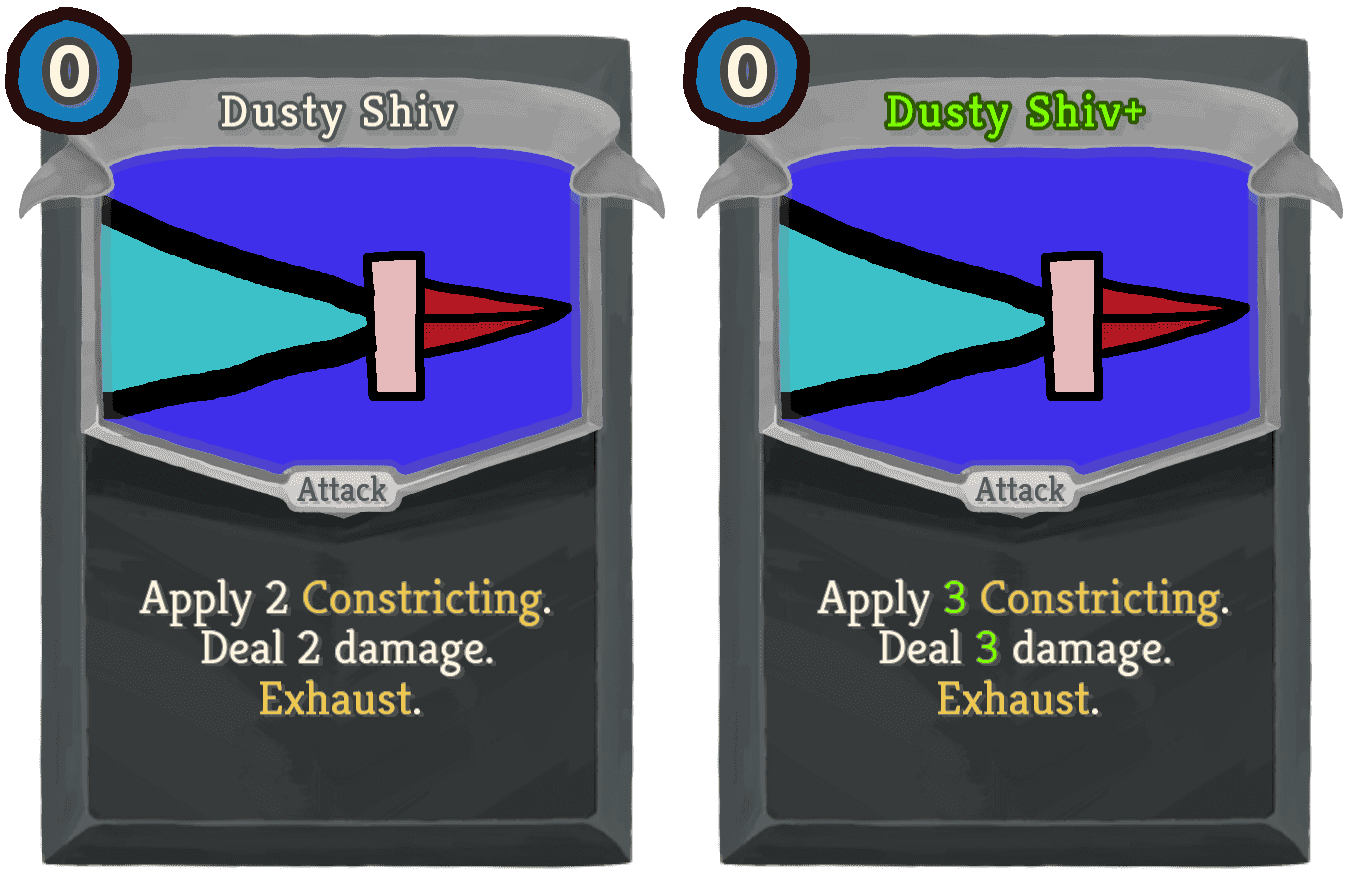 0
Dusty Shiv
Attack
Apply 2 Constricting.
Deal 2 damage.
Exhaust.
0
Dusty Shiv+
Attack
Apply 3 Constricting.
Deal 3 damage.
Exhaust.